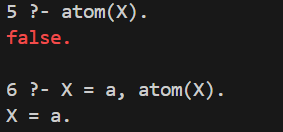 5 ?- atom(X).
false.
6 ?- X = a, atom(X).
X = a.